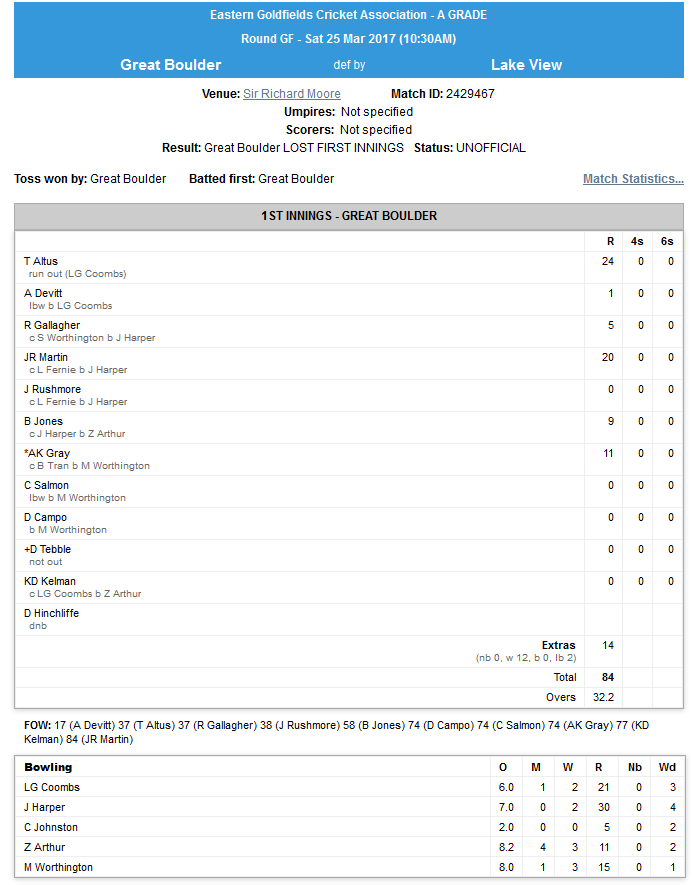 Eastern Goldfields Cricket Association - A GRADE
Round GF - Sat 25 Mar 2017 (10:30AM)
Great Boulder def by Lake View
Venue: Sir Richard Moore Match ID: 2429467
Umpires: Not specified
Scorers: Not specified
Result: Great Boulder LOST FIRST INNINGS Status: UNOFFICIAL
Toss won by: Great Boulder Batted first: Great Boulder Match Statistics...
1ST INNINGS - GREAT BOULDER
R 4s 6s
T Altus 24 0 0
run out (LG Coombs)
A Devitt 1 0 0
lbw b LG Coombs
R Gallagher 5 0 0
c S Worthington b J Harper
JR Martin 20 0 0
c L Fernie b J Harper
J Rushmore 0 0 0
c L Fernie b J Harper
B Jones 9 0 0
c J Harper b Z Arthur
*AK Gray 11 0 0
c B Tran b M Worthington
C Salmon 0 0 0
lbw b M Worthington
D Campo 0 0 0
b M Worthington
+D Tebble 0 0 0
not out
KD Kelman 0 0 0
c LG Coombs b Z Arthur
D Hinchliffe
dnb
Extras 14
(nb 0, w 12, b 0, lb 2)
Total 84
Overs 32.2
FOW: 17 (A Devitt) 37 (T Altus) 37 (R Gallagher) 38 (J Rushmore) 58 (B Jones) 74 (D Campo) 74 (C Salmon) 74 (AK Gray) 77 (KD
Kelman) 84 (JR Martin)
Bowling O M W R Nb Wd
LG Coombs 6.0 1 2 21 0 3
J Harper 7.0 0 2 30 0 4
C Johnston 2.0 0 0 5 0 2
Z Arthur 8.2 4 3 11 0 2
M Worthington 8.0 1 3 15 0 1